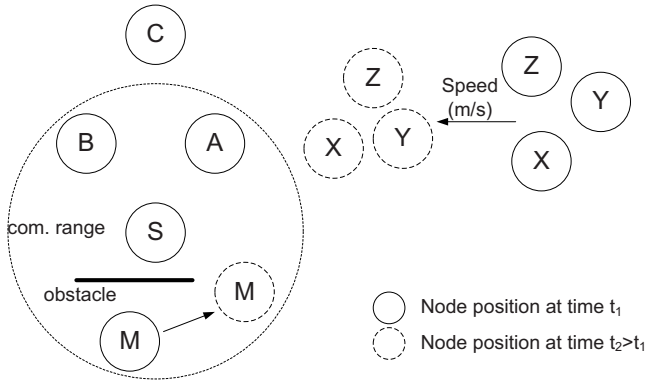 C
Z
Z
Speed
(m/s)
Y
B
A
X
Y
X
com. range
S
obstacle
M
M
Node position at time t₁
Node position at time t₂>t₁